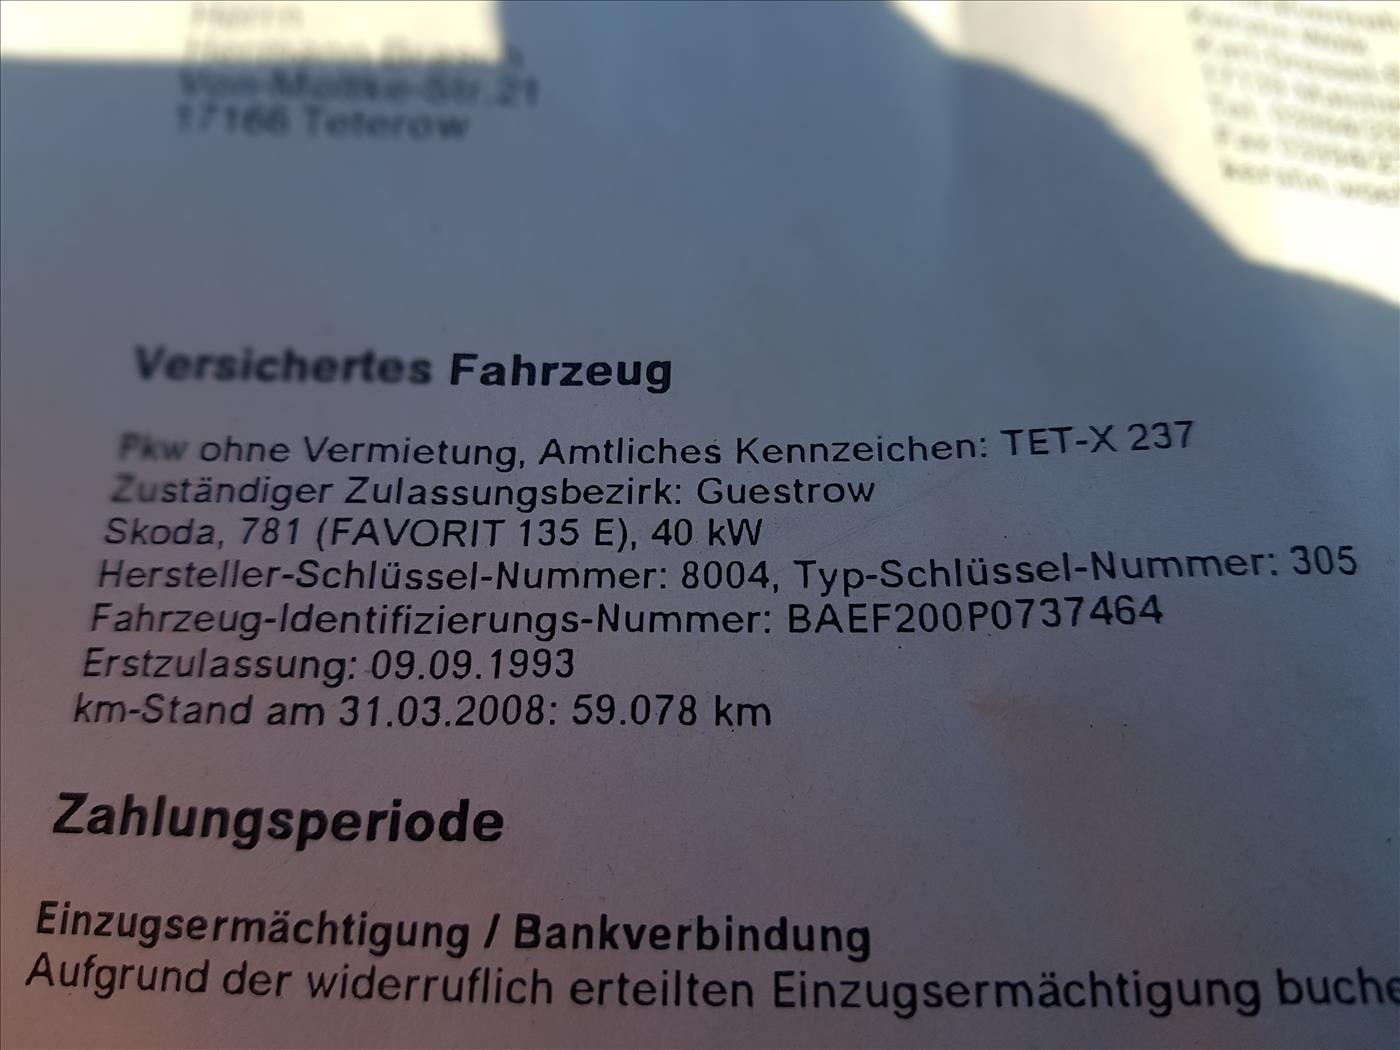 Herrn
Von-Moltke-Str.21
17166 Teterow
Versichertes Fahrzeug
Pkw ohne Vermietung, Amtliches Kennzeichen: TET-X 237
Zuständiger Zulassungsbezirk: Guestrow
Skoda, 781 (FAVORIT 135 E), 40 kW
Hersteller-Schlüssel-Nummer: 8004, Typ-Schlüssel-Nummer: 305
Fahrzeug-Identifizierungs-Nummer: BAEF200P0737464
Erstzulassung: 09.09.1993
km-Stand am 31.03.2008: 59.078 km
Zahlungsperiode
Einzugsermächtigung / Bankverbindung
Aufgrund der widerruflich erteilten Einzugsermächtigung buche